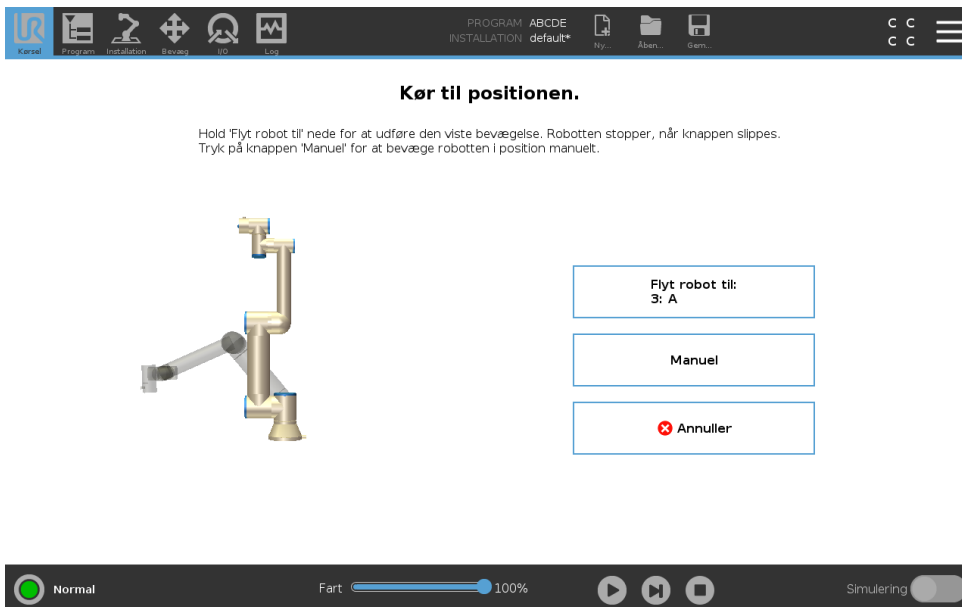 UR
PROGRAM ABCDE
INSTALLATION default*
Kørsel Program Installation Bevæg I/O Log Ny... Åben... Gem...
C C
C C
Kør til positionen.
Hold 'Flyt robot til' nede for at udføre den viste bevægelse. Robotten stopper, når knappen slippes.
Tryk på knappen 'Manuel' for at bevæge robotten i position manuelt.
Flyt robot til:
3: A
Manuel
Annuller
Normal Fart 100% Simulering